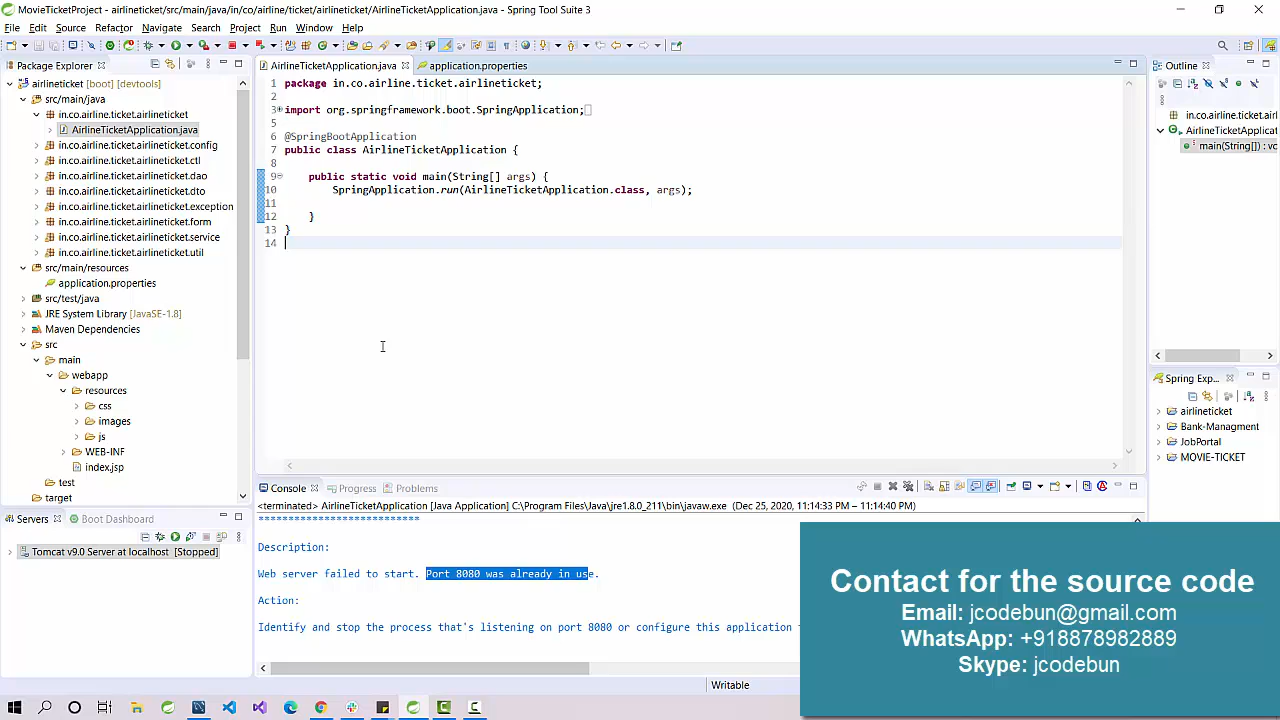 MovieTicketProject - airlineticket/src/main/java/in/co/airline/ticket/airlineticket/AirlineTicketApplication.java - Spring Tool Suite 3
File Edit Source Refactor Navigate Search Project Run Window Help
Package Explorer
airlineticket [boot] [devtools]
src/main/java
in.co.airline.ticket.airlineticket
AirlineTicketApplication.java
in.co.airline.ticket.airlineticket.config
in.co.airline.ticket.airlineticket.ctl
in.co.airline.ticket.airlineticket.dao
in.co.airline.ticket.airlineticket.dto
in.co.airline.ticket.airlineticket.exception
in.co.airline.ticket.airlineticket.form
in.co.airline.ticket.airlineticket.service
in.co.airline.ticket.airlineticket.util
src/main/resources
application.properties
src/test/java
JRE System Library [JavaSE-1.8]
Maven Dependencies
src
main
webapp
resources
css
images
js
WEB-INF
index.jsp
test
target
Servers Boot Dashboard
Tomcat v9.0 Server at localhost [Stopped]
AirlineTicketApplication.java application.properties
1 package in.co.airline.ticket.airlineticket;
2
3 import org.springframework.boot.SpringApplication;
5
6 @SpringBootApplication
7 public class AirlineTicketApplication {
8
9 public static void main(String[] args) {
10 SpringApplication.run(AirlineTicketApplication.class, args);
11
12 }
13 }
14
Console Progress Problems
<terminated> AirlineTicketApplication [Java Application] C:\Program Files\Java\jre1.8.0_211\bin\javaw.exe (Dec 25, 2020, 11:14:33 PM – 11:14:40 PM)
***************************
Description:
Web server failed to start. Port 8080 was already in use.
Action:
Identify and stop the process that's listening on port 8080 or configure this application
Writable
Outline
in.co.airline.ticket.airl
AirlineTicketApplicat
main(String[]) : vc
Spring Exp...
airlineticket
Bank-Managment
JobPortal
MOVIE-TICKET
Contact for the source code
Email: jcodebun@gmail.com
WhatsApp: +918878982889
Skype: jcodebun